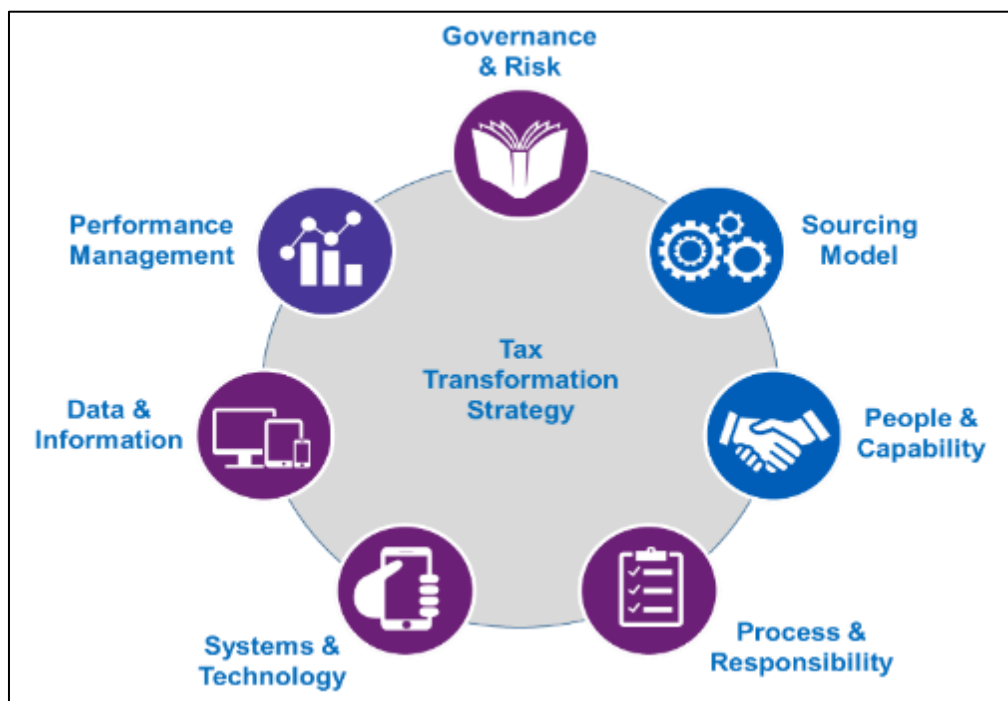 Governance
& Risk
Performance
Management
Sourcing
Model
Tax
Transformation
Strategy
Data &
Information
People &
Capability
Systems &
Technology
Process &
Responsibility